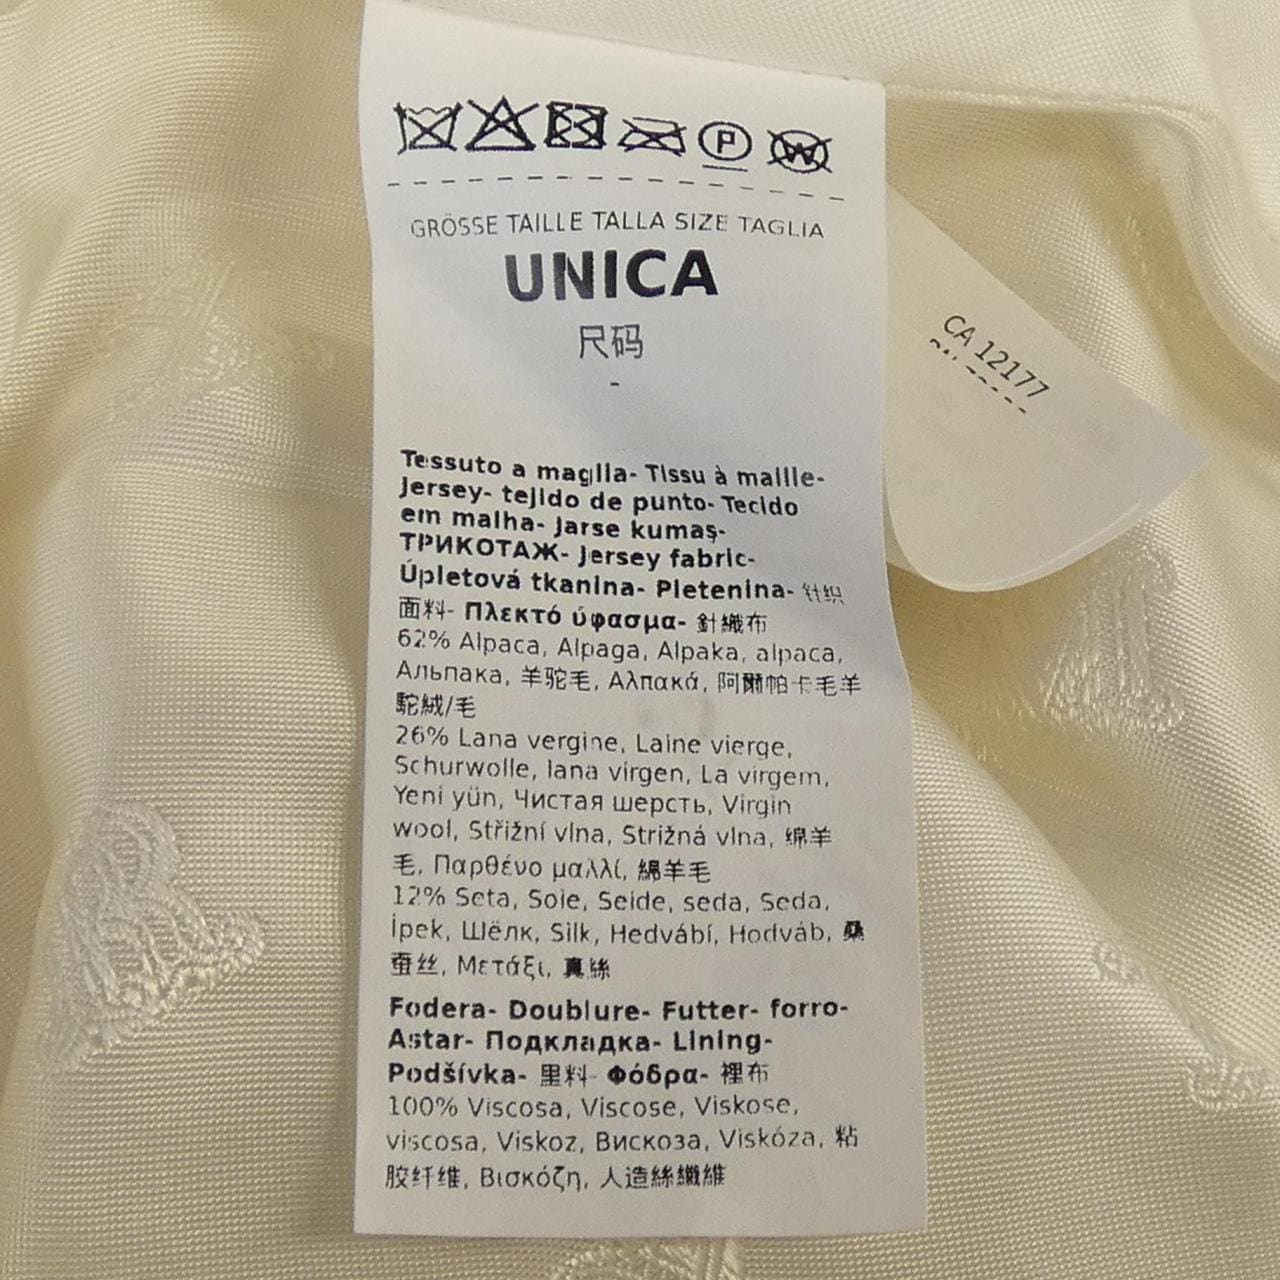 GRÖSSE TAILLE TALLA SIZE TAGLIA
UNICA
尺码
-
Tessuto a maglia- Tissu à maille-
Jersey- tejido de punto- Tecido
em malha- Jarse kumaş-
ТРИКОТАЖ- Jersey fabric-
Úpletová tkanina- Pletenina- 针织
面料- Πλεκτό ύφασμα- 針織布
62% Alpaca, Alpaga, Alpaka, alpaca,
Альпака, 羊驼毛, Αλπακά, 阿爾帕卡毛羊
駝絨/毛
26% Lana vergine, Laine vierge,
Schurwolle, lana virgen, La virgem,
Yeni yün, Чистая шерсть, Virgin
wool, Střižní vlna, Strižná vlna, 绵羊
毛, Παρθένο μαλλί, 綿羊毛
12% Seta, Soie, Seide, seda, Seda,
İpek, Шёлк, Silk, Hedvábí, Hodváb, 桑
蚕丝, Μετάξι, 真絲
Fodera- Doublure- Futter- forro-
Astar- Подкладка- Lining-
Podšívka- 里料- Φόδρα- 裡布
100% Viscosa, Viscose, Viskose,
viscosa, Viskoz, Вискоза, Viskóza, 粘
胶纤维, Βισκόζη, 人造絲纖維
CA 12177